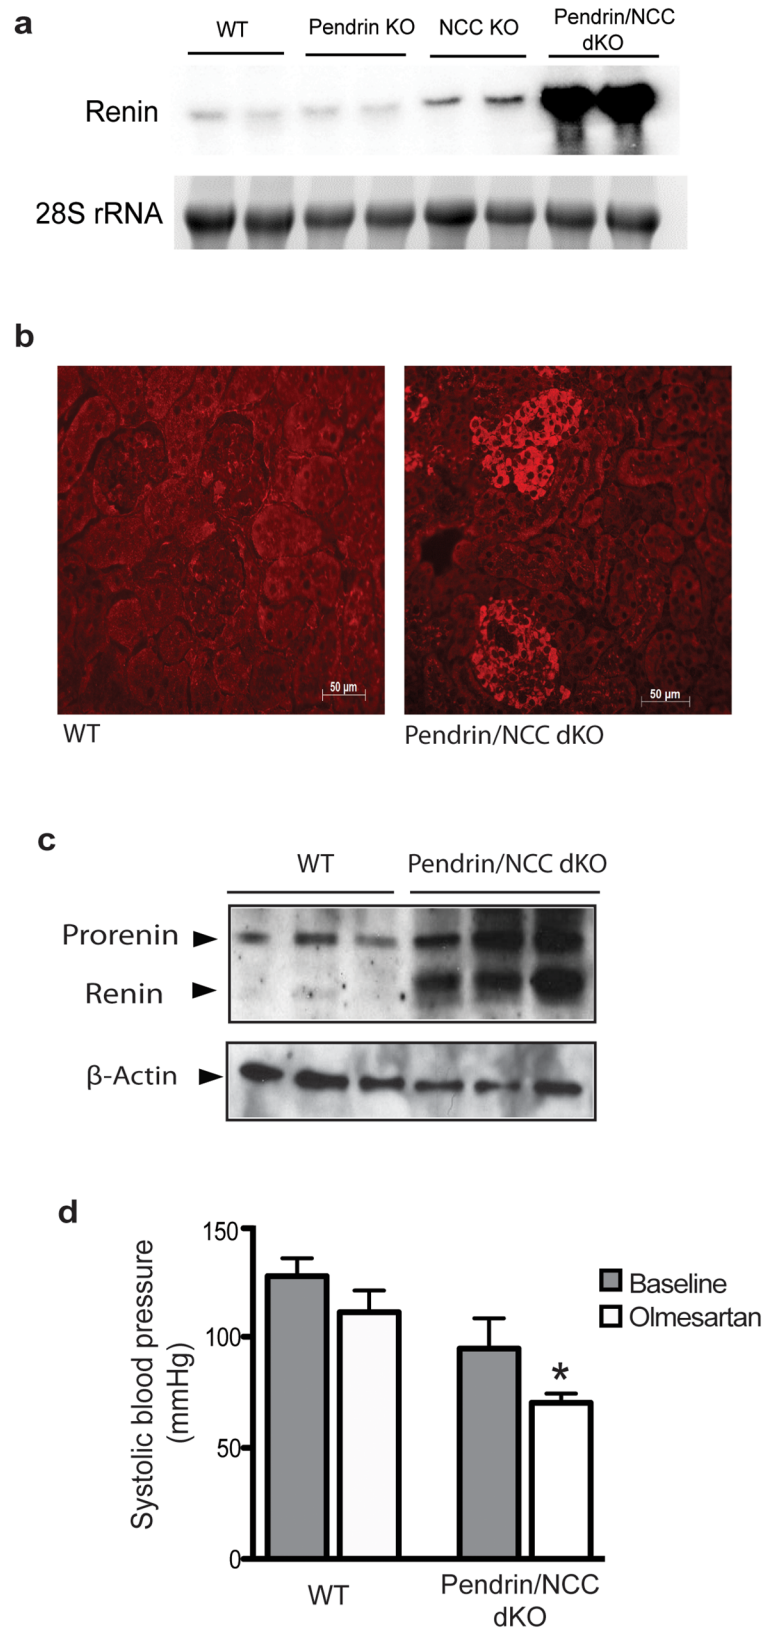 a
WT
Pendrin KO
NCC KO
Pendrin/NCC
dKO
Renin
28S rRNA
b
50 µm
50 µm
WT
Pendrin/NCC dKO
c
WT
Pendrin/NCC dKO
Prorenin
Renin
β-Actin
d
Systolic blood pressure
(mmHg)
150
100
50
0
Baseline
Olmesartan
*
WT
Pendrin/NCC
dKO